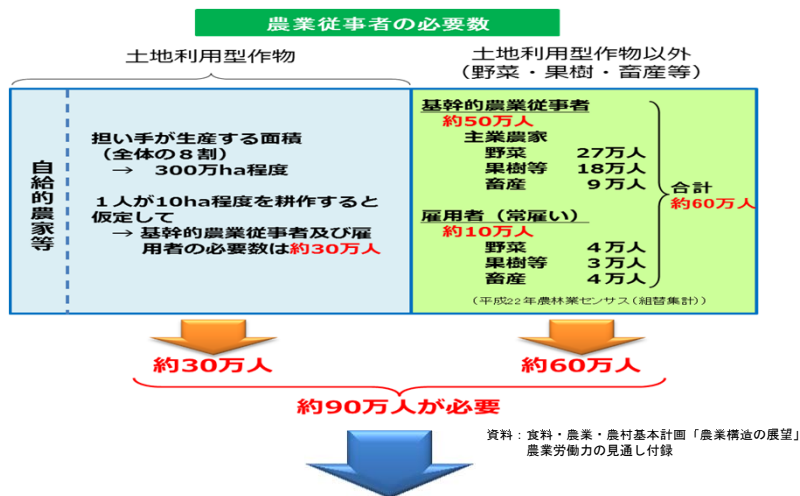 農業従事者の必要数
土地利用型作物
土地利用型作物以外
（野菜・果樹・畜産等）
自給的農家等
担い手が生産する面積
（全体の８割）
→ 300万ha程度
１人が10ha程度を耕作すると
仮定して
→ 基幹的農業従事者及び雇
用者の必要数は約30万人
基幹的農業従事者
約50万人
主業農家
野菜 27万人
果樹等 18万人
畜産 9万人
雇用者（常雇い）
約10万人
野菜 ４万人
果樹等 ３万人
畜産 ４万人
（平成22年農林業センサス（組替集計））
合計
約60万人
約30万人
約60万人
約90万人が必要
資料：食料・農業・農村基本計画「農業構造の展望」
農業労働力の見通し付録